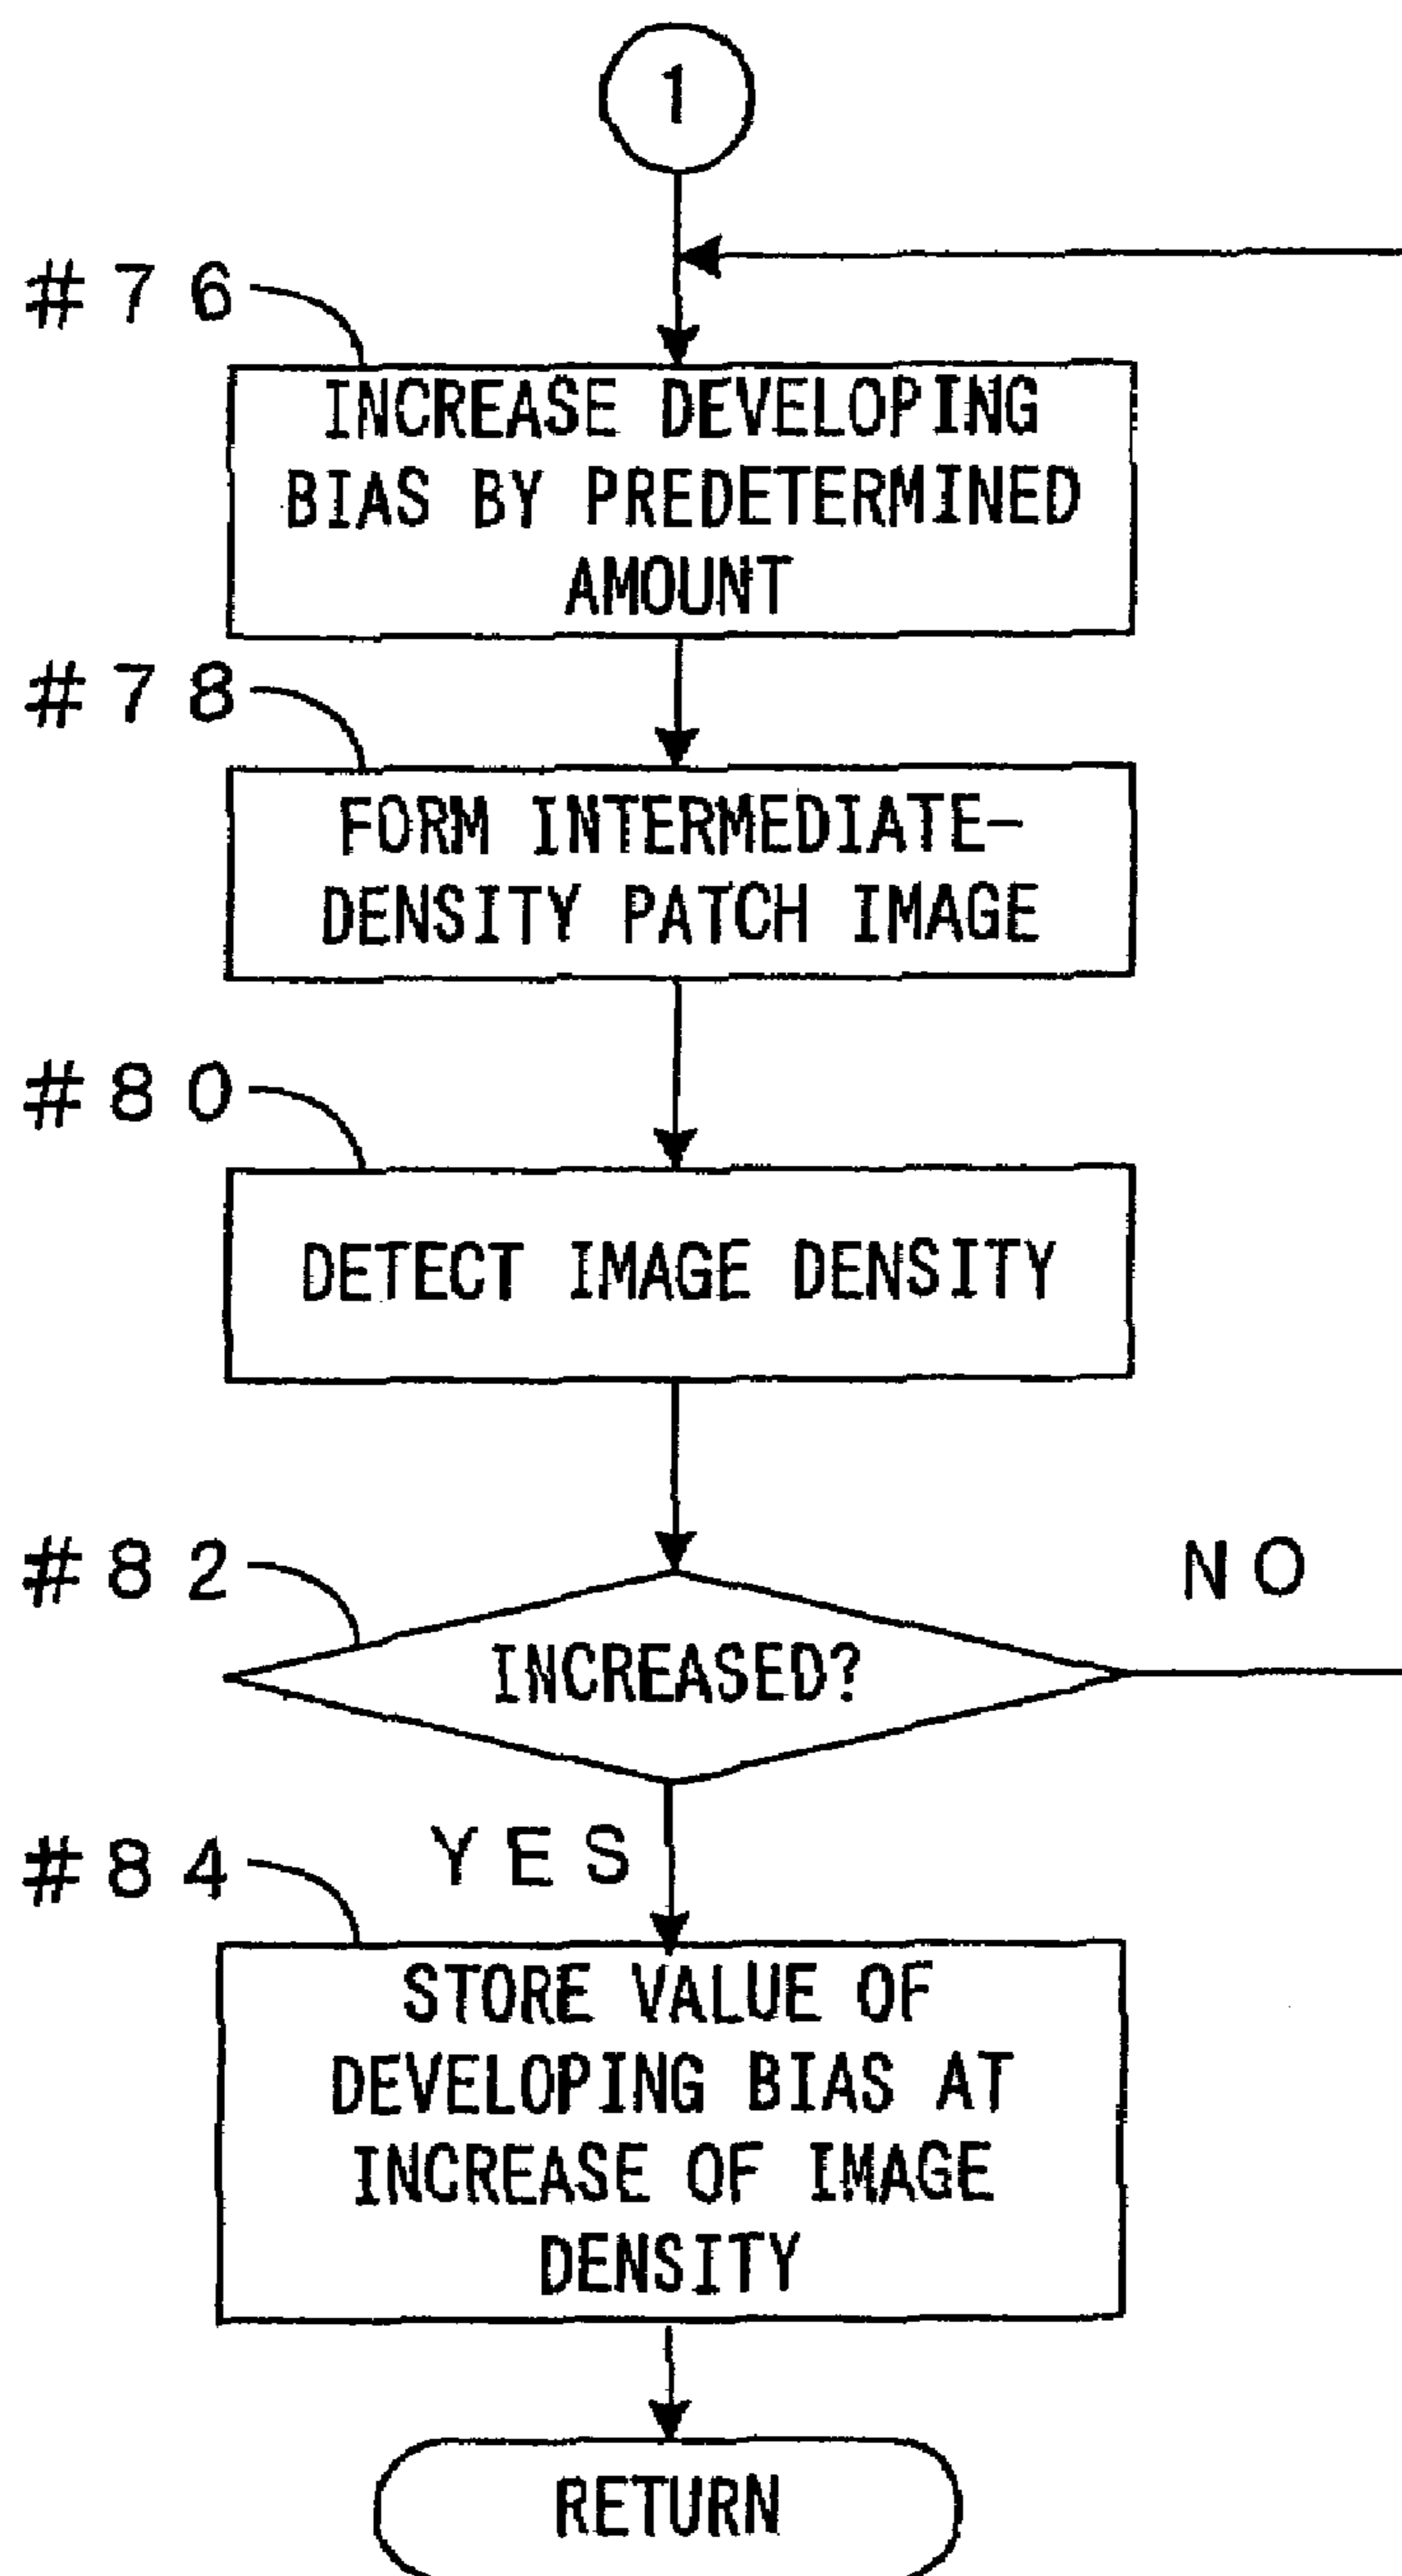 1
#76
INCREASE DEVELOPING
BIAS BY PREDETERMINED
AMOUNT
#78
FORM INTERMEDIATE-
DENSITY PATCH IMAGE
#80
DETECT IMAGE DENSITY
#82
NO
INCREASED?
YES
#84
STORE VALUE OF
DEVELOPING BIAS AT
INCREASE OF IMAGE
DENSITY
RETURN